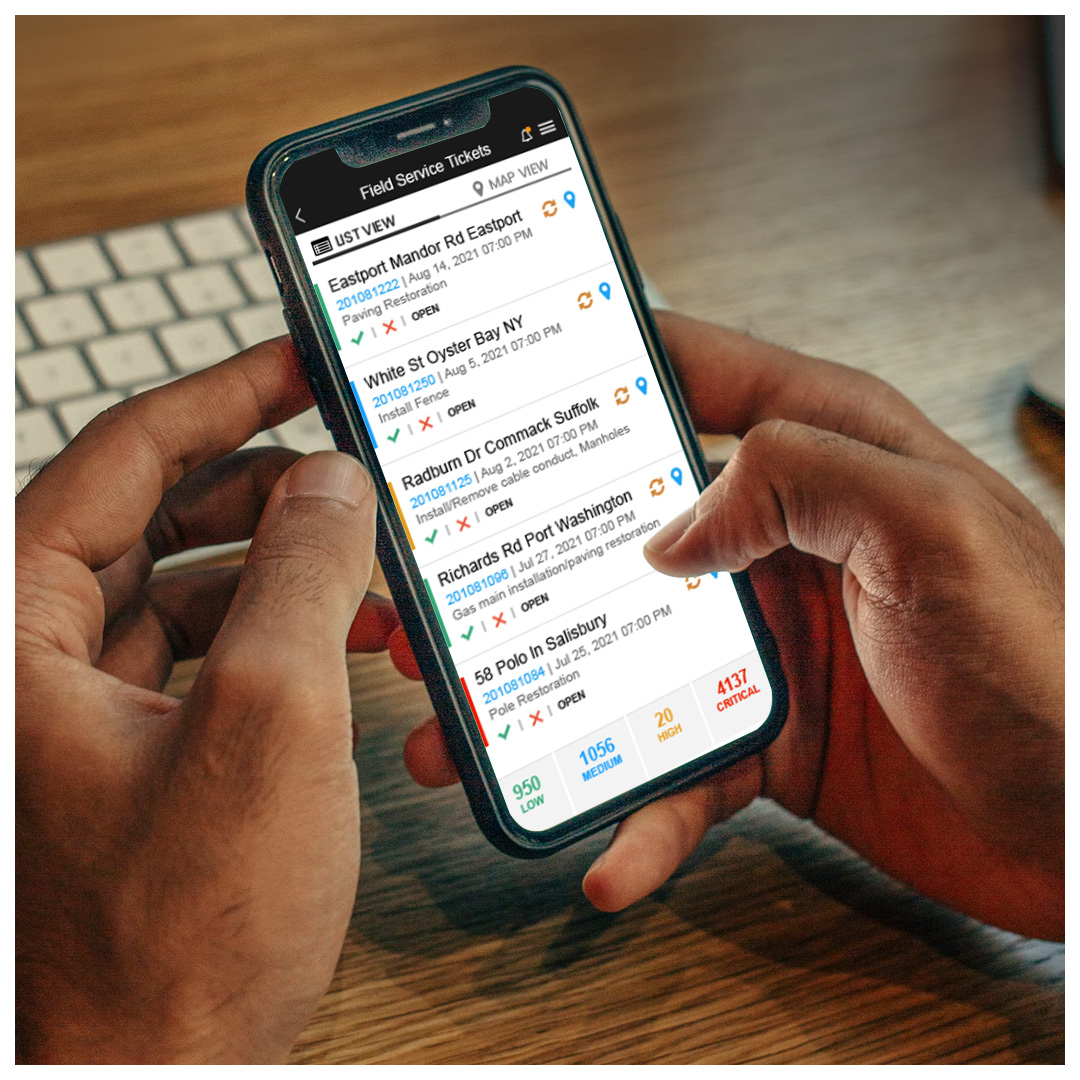 Field Service Tickets
LIST VIEW
MAP VIEW
Eastport Mandor Rd Eastport
201081222 | Aug 14, 2021 07:00 PM
Paving Restoration
| | OPEN
White St Oyster Bay NY
201081250 | Aug 5, 2021 07:00 PM
Install Fence
| | OPEN
Radburn Dr Commack Suffolk
201081125 | Aug 2, 2021 07:00 PM
Install/Remove cable conduct, Manholes
| | OPEN
Richards Rd Port Washington
201081096 | Jul 27, 2021 07:00 PM
Gas main installation/paving restoration
| | OPEN
58 Polo In Salisbury
201081084 | Jul 25, 2021 07:00 PM
Pole Restoration
| | OPEN
950
LOW
1056
MEDIUM
20
HIGH
4137
CRITICAL